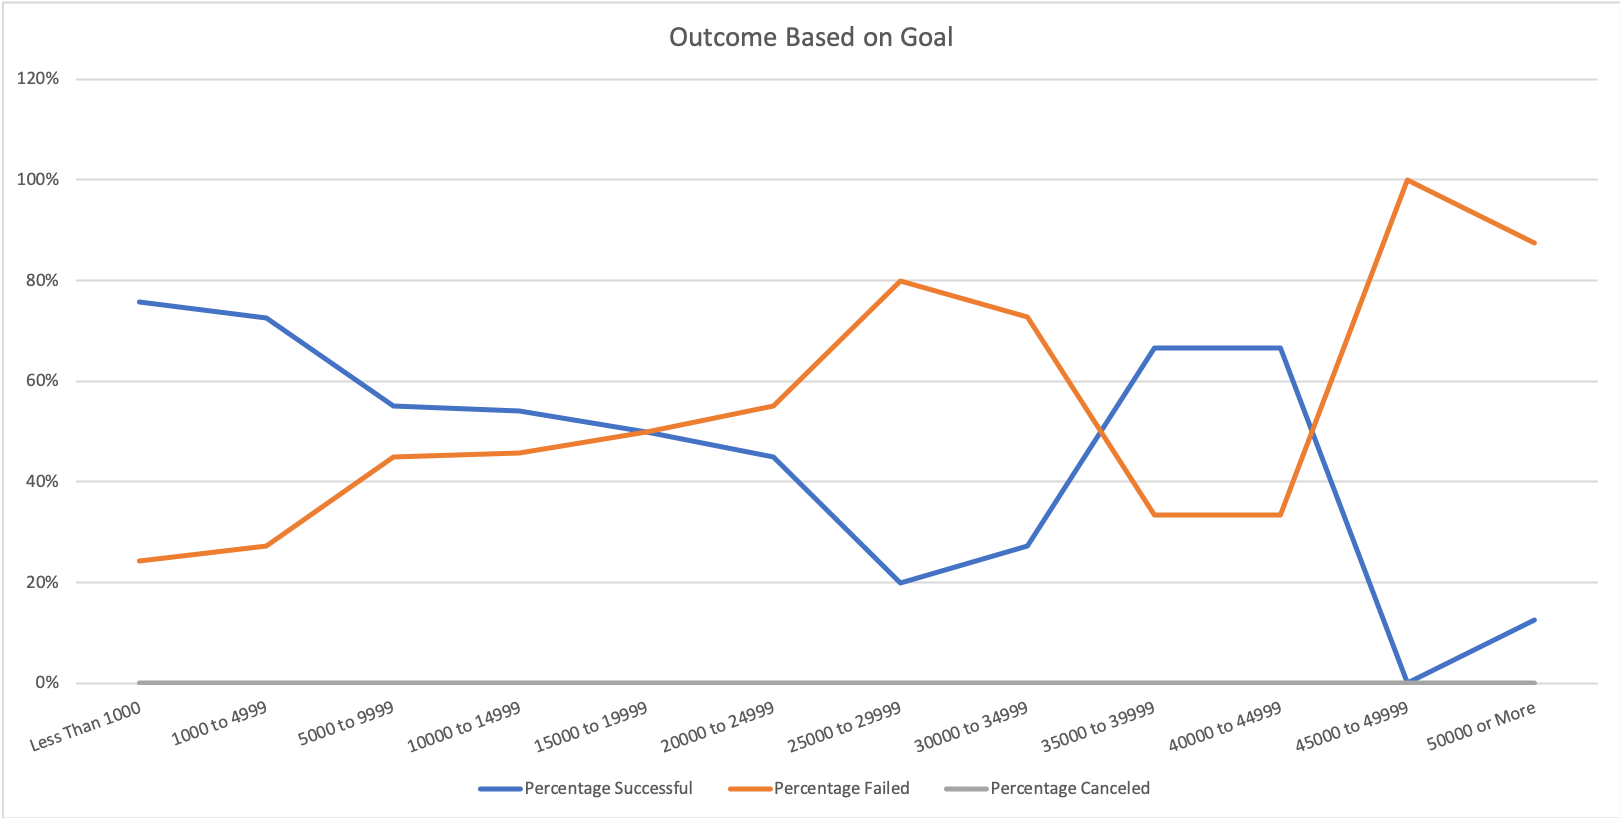 Outcome Based on Goal
120%
100%
80%
60%
40%
20%
0%
Less Than 1000
1000 to 4999
5000 to 9999
10000 to 14999
15000 to 19999
20000 to 24999
25000 to 29999
30000 to 34999
35000 to 39999
40000 to 44999
45000 to 49999
50000 or More
Percentage Successful
Percentage Failed
Percentage Canceled